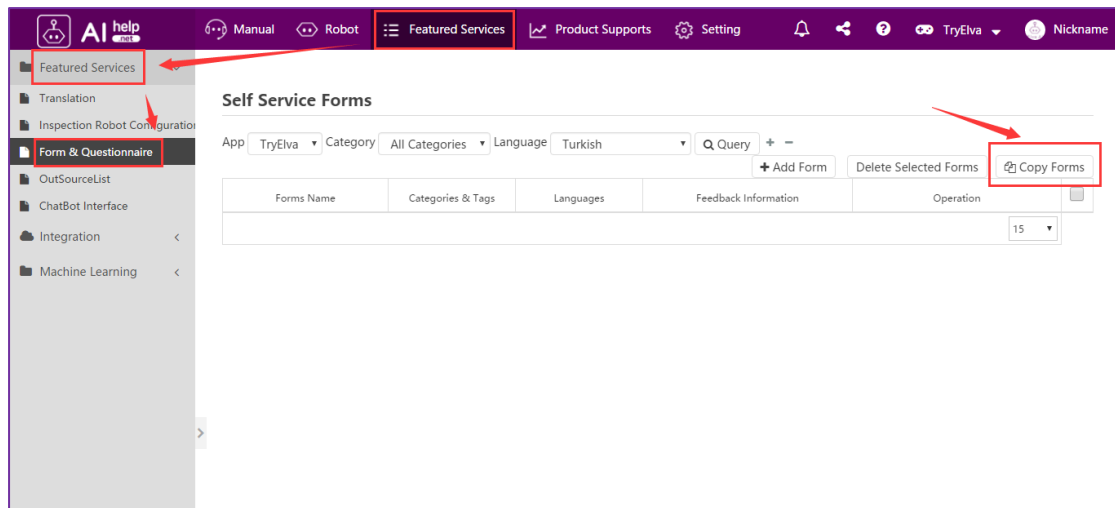 AI help .net
Manual Robot Featured Services Product Supports Setting TryElva Nickname
Featured Services
Translation
Inspection Robot Configuration
Form & Questionnaire
OutSourceList
ChatBot Interface
Integration
Machine Learning
Self Service Forms
App TryElva Category All Categories Language Turkish Query + −
+ Add Form Delete Selected Forms Copy Forms
Forms Name Categories & Tags Languages Feedback Information Operation
15